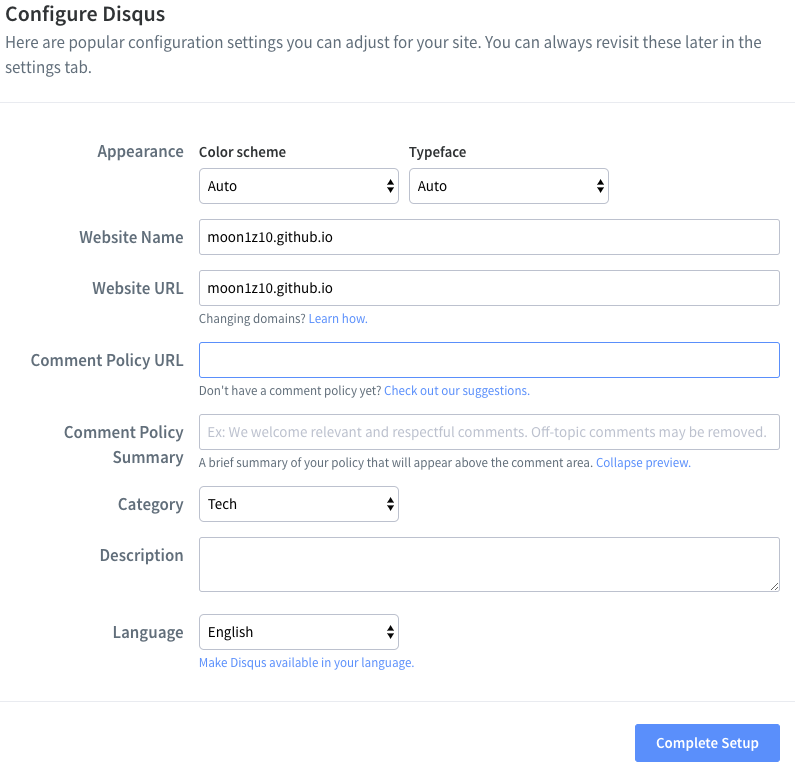 Configure Disqus
Here are popular configuration settings you can adjust for your site. You can always revisit these later in the
settings tab.
Appearance
Color scheme
Typeface
Auto
Auto
Website Name
moon1z10.github.io
Website URL
moon1z10.github.io
Changing domains? Learn how.
Comment Policy URL
Don't have a comment policy yet? Check out our suggestions.
Comment Policy
Summary
Ex: We welcome relevant and respectful comments. Off-topic comments may be removed.
A brief summary of your policy that will appear above the comment area. Collapse preview.
Category
Tech
Description
Language
English
Make Disqus available in your language.
Complete Setup